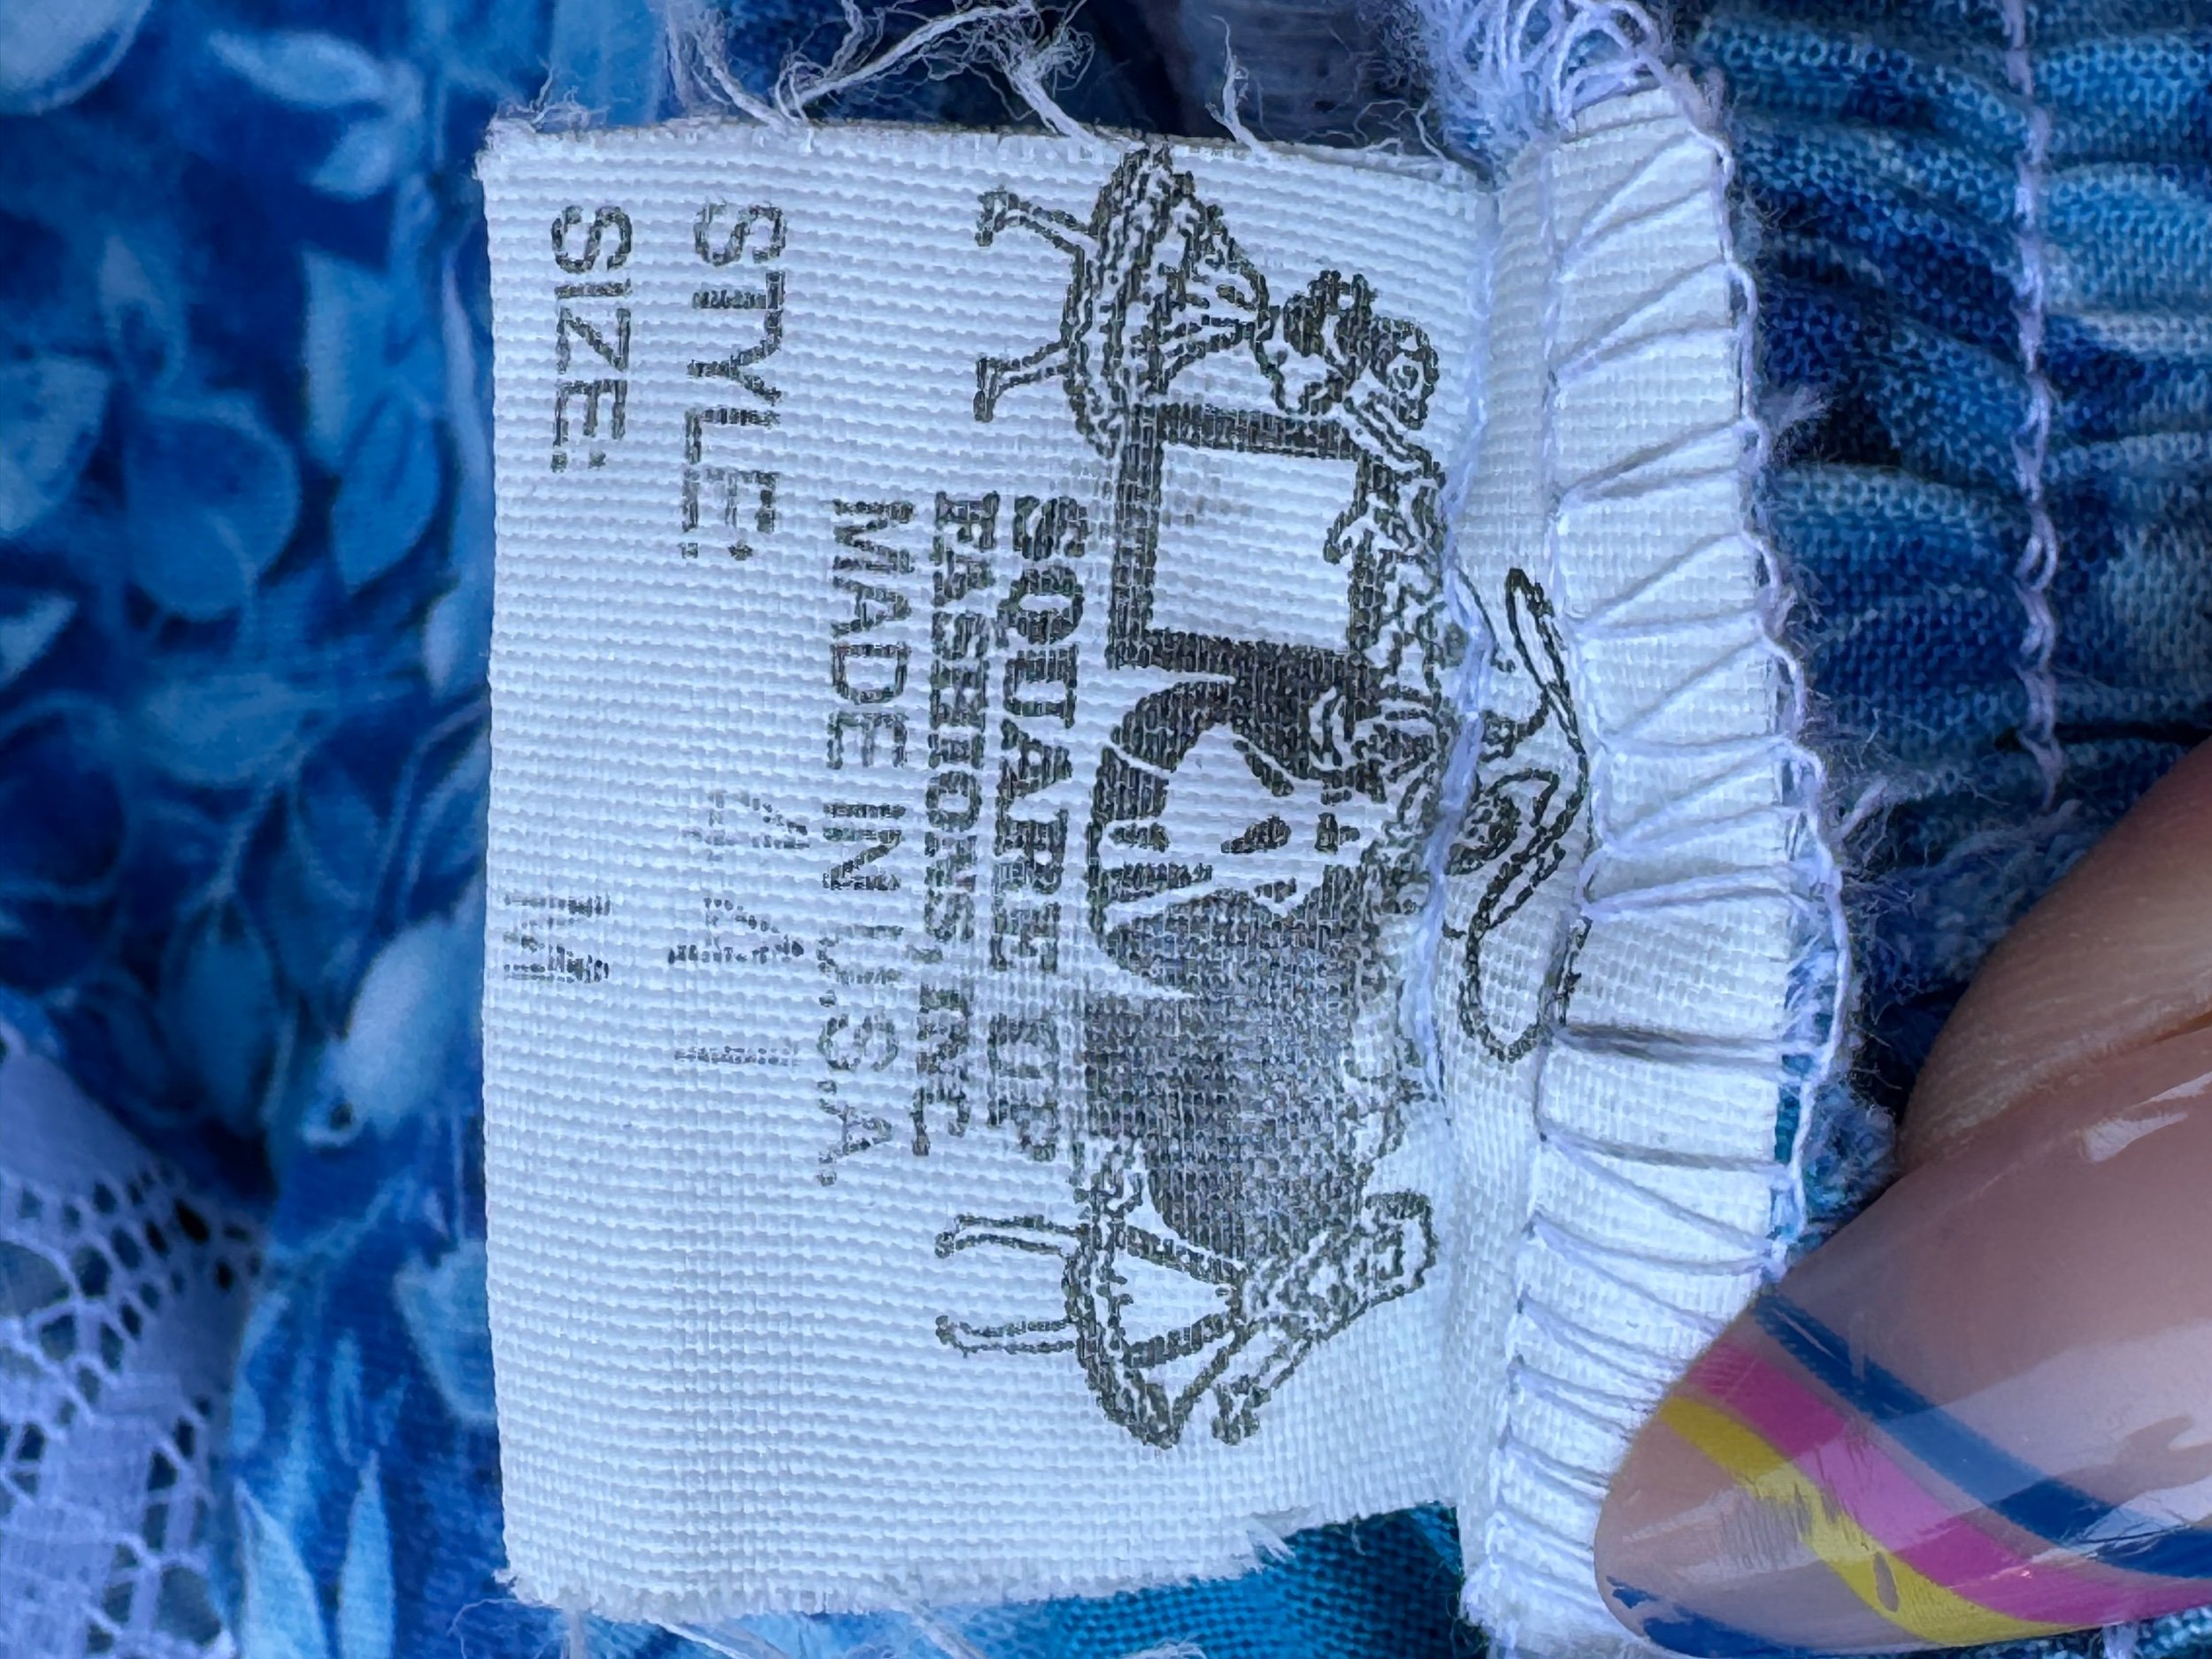 SQUARE UP
FASHIONS INC
MADE IN U.S.A.
STYLE:
SIZE: M